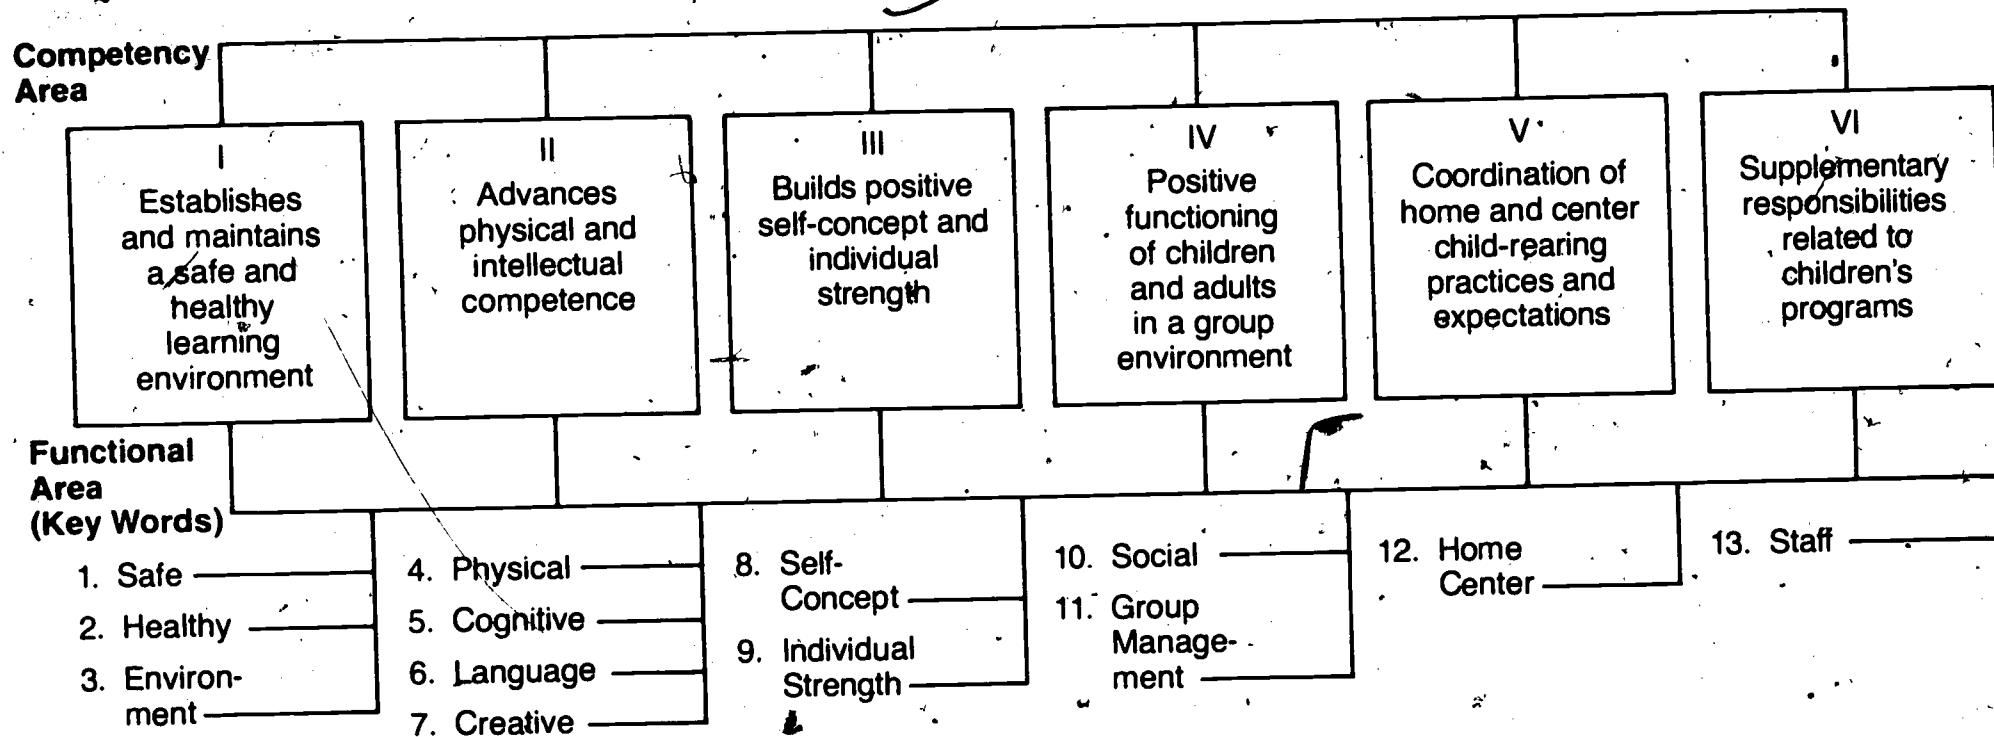 Competency
Area
I
Establishes
and maintains
a safe and
healthy
learning
environment
II
Advances
physical and
intellectual
competence
III
Builds positive
self-concept and
individual
strength
IV
Positive
functioning
of children
and adults
in a group
environment
V
Coordination of
home and center
child-rearing
practices and
expectations
VI
Supplementary
responsibilities
related to
children's
programs
Functional
Area
(Key Words)
1. Safe
2. Healthy
3. Environ-
ment
4. Physical
5. Cognitive
6. Language
7. Creative
8. Self-
Concept
9. Individual
Strength
10. Social
11. Group
Manage-
ment
12. Home
Center
13. Staff